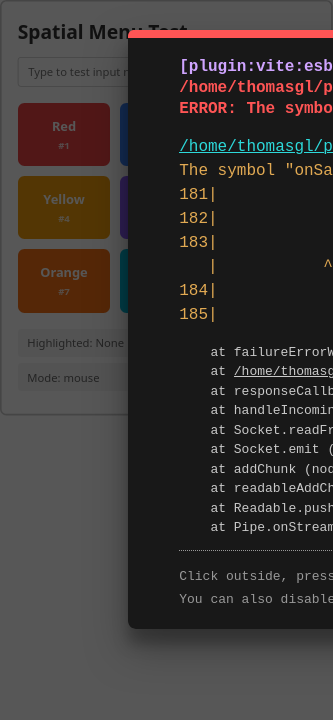 Spatial Menu Test
Type to test input n
Red
#1
Yellow
#4
Orange
#7
Highlighted: None
Mode: mouse
[plugin:vite:esb
/home/thomasgl/p
ERROR: The symbo
/home/thomasgl/p
The symbol "onSa
181|
182|
183|
| ^
184|
185|
at failureErrorW
at /home/thomasg
at responseCallb
at handleIncomin
at Socket.readFr
at Socket.emit (
at addChunk (nod
at readableAddCh
at Readable.push
at Pipe.onStream
Click outside, press
You can also disable